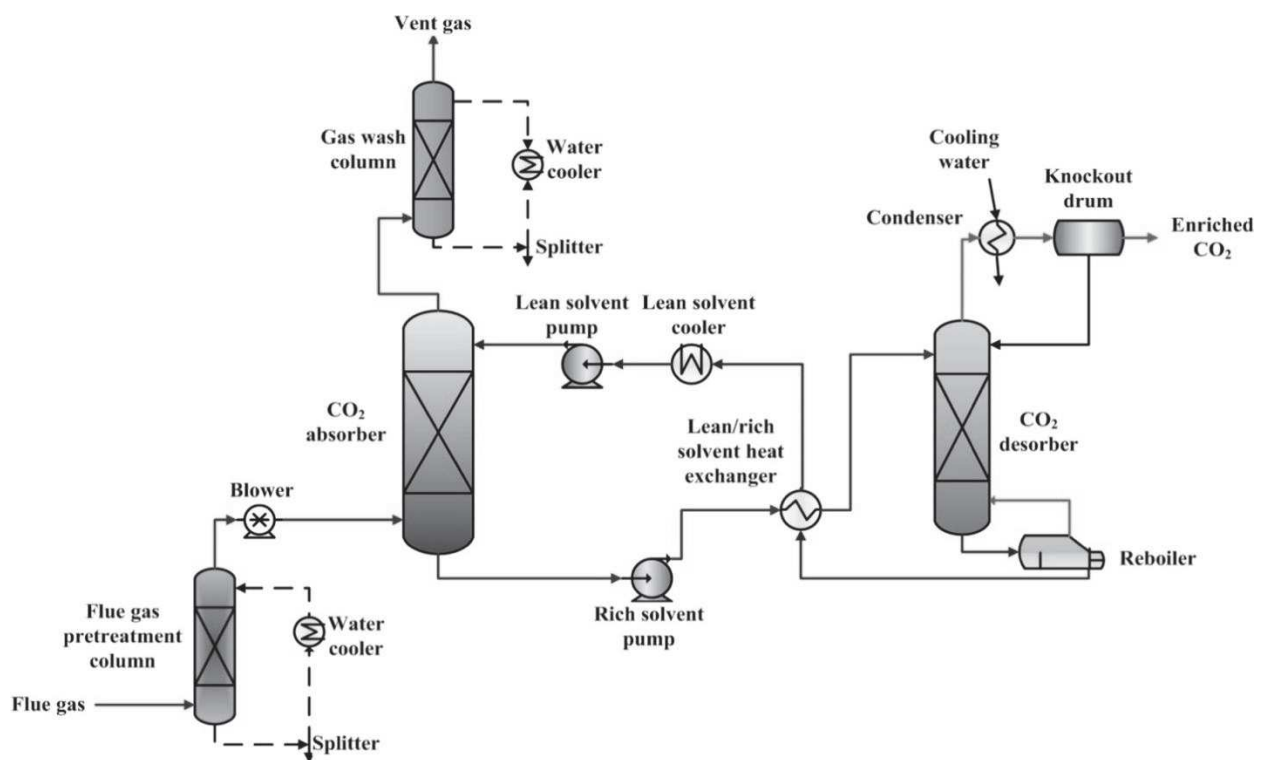 Vent gas
Gas wash
column
Water
cooler
Splitter
Cooling
water
Knockout
drum
Condenser
Enriched
CO₂
Lean solvent
pump
Lean solvent
cooler
CO₂
absorber
Lean/rich
solvent heat
exchanger
CO₂
desorber
Blower
Reboiler
Rich solvent
pump
Flue gas
pretreatment
column
Water
cooler
Flue gas
Splitter